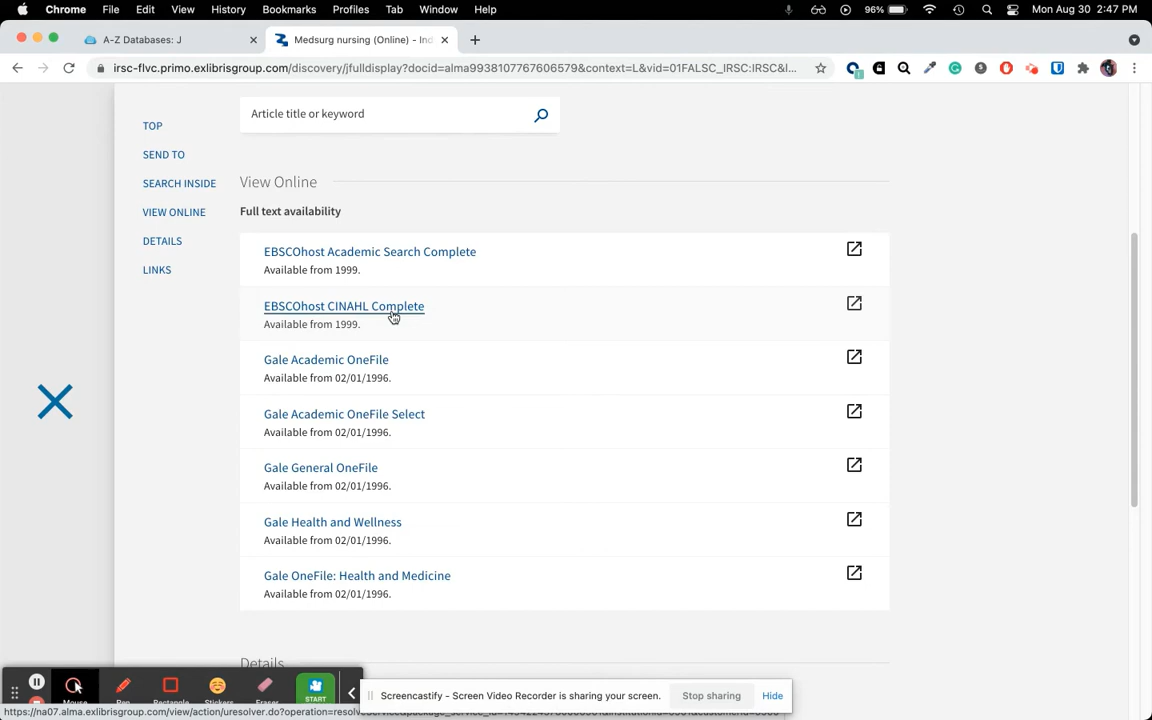 Chrome File Edit View History Bookmarks Profiles Tab Window Help 96% Mon Aug 30 2:47 PM
A-Z Databases: J
Medsurg nursing (Online) - Ind
irsc-flvc.primo.exlibrisgroup.com/discovery/jfulldisplay?docid=alma9938107767606579&context=L&vid=01FALSC_IRSC:IRSC&l...
Article title or keyword
TOP
SEND TO
SEARCH INSIDE
VIEW ONLINE
DETAILS
LINKS
View Online
Full text availability
EBSCOhost Academic Search Complete
Available from 1999.
EBSCOhost CINAHL Complete
Available from 1999.
Gale Academic OneFile
Available from 02/01/1996.
Gale Academic OneFile Select
Available from 02/01/1996.
Gale General OneFile
Available from 02/01/1996.
Gale Health and Wellness
Available from 02/01/1996.
Gale OneFile: Health and Medicine
Available from 02/01/1996.
Details
Mouse Pen Rectangle Stickers Eraser START
Screencastify - Screen Video Recorder is sharing your screen. Stop sharing Hide